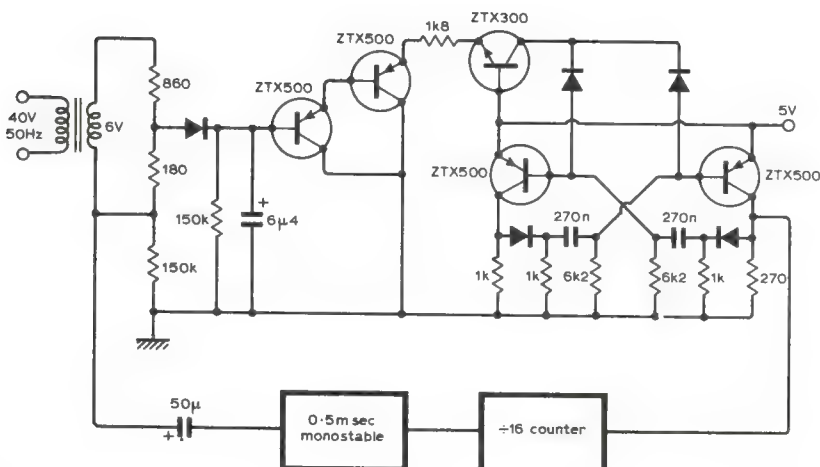 ZTX300
1k8
ZTX500
860
ZTX500
40V
50Hz
6V
5V
180
ZTX500
ZTX500
150k
+
6µ4
270n
270n
150k
1k
1k
6k2
6k2
1k
270
50µ
+
0·5m sec
monostable
÷16 counter